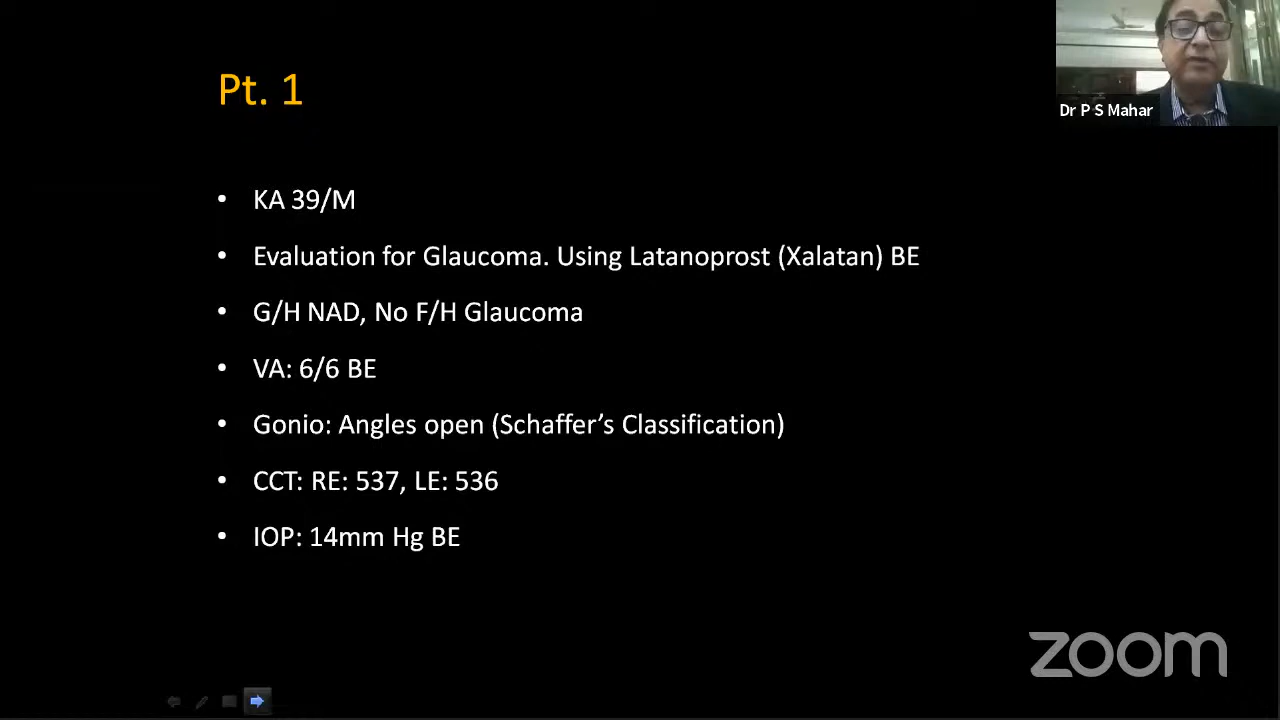 Pt. 1
Dr P S Mahar
• KA 39/M
• Evaluation for Glaucoma. Using Latanoprost (Xalatan) BE
• G/H NAD, No F/H Glaucoma
• VA: 6/6 BE
• Gonio: Angles open (Schaffer’s Classification)
• CCT: RE: 537, LE: 536
• IOP: 14mm Hg BE
zoom